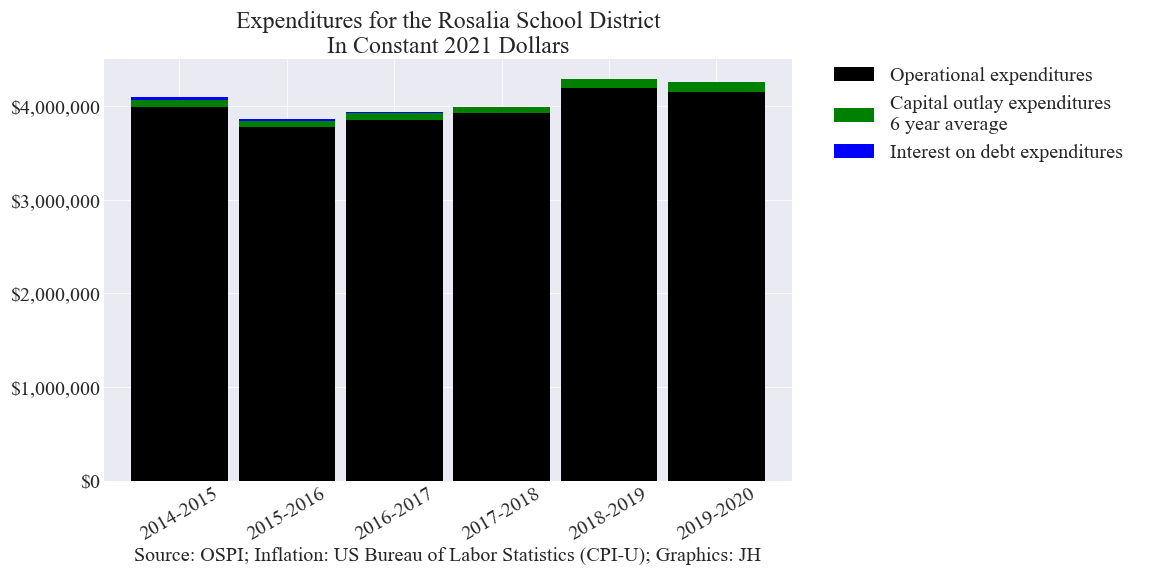 Expenditures for the Rosalia School District
In Constant 2021 Dollars
Operational expenditures
Capital outlay expenditures
6 year average
Interest on debt expenditures
$4,000,000
$3,000,000
$2,000,000
$1,000,000
$0
2014-2015
2015-2016
2016-2017
2017-2018
2018-2019
2019-2020
Source: OSPI; Inflation: US Bureau of Labor Statistics (CPI-U); Graphics: JH